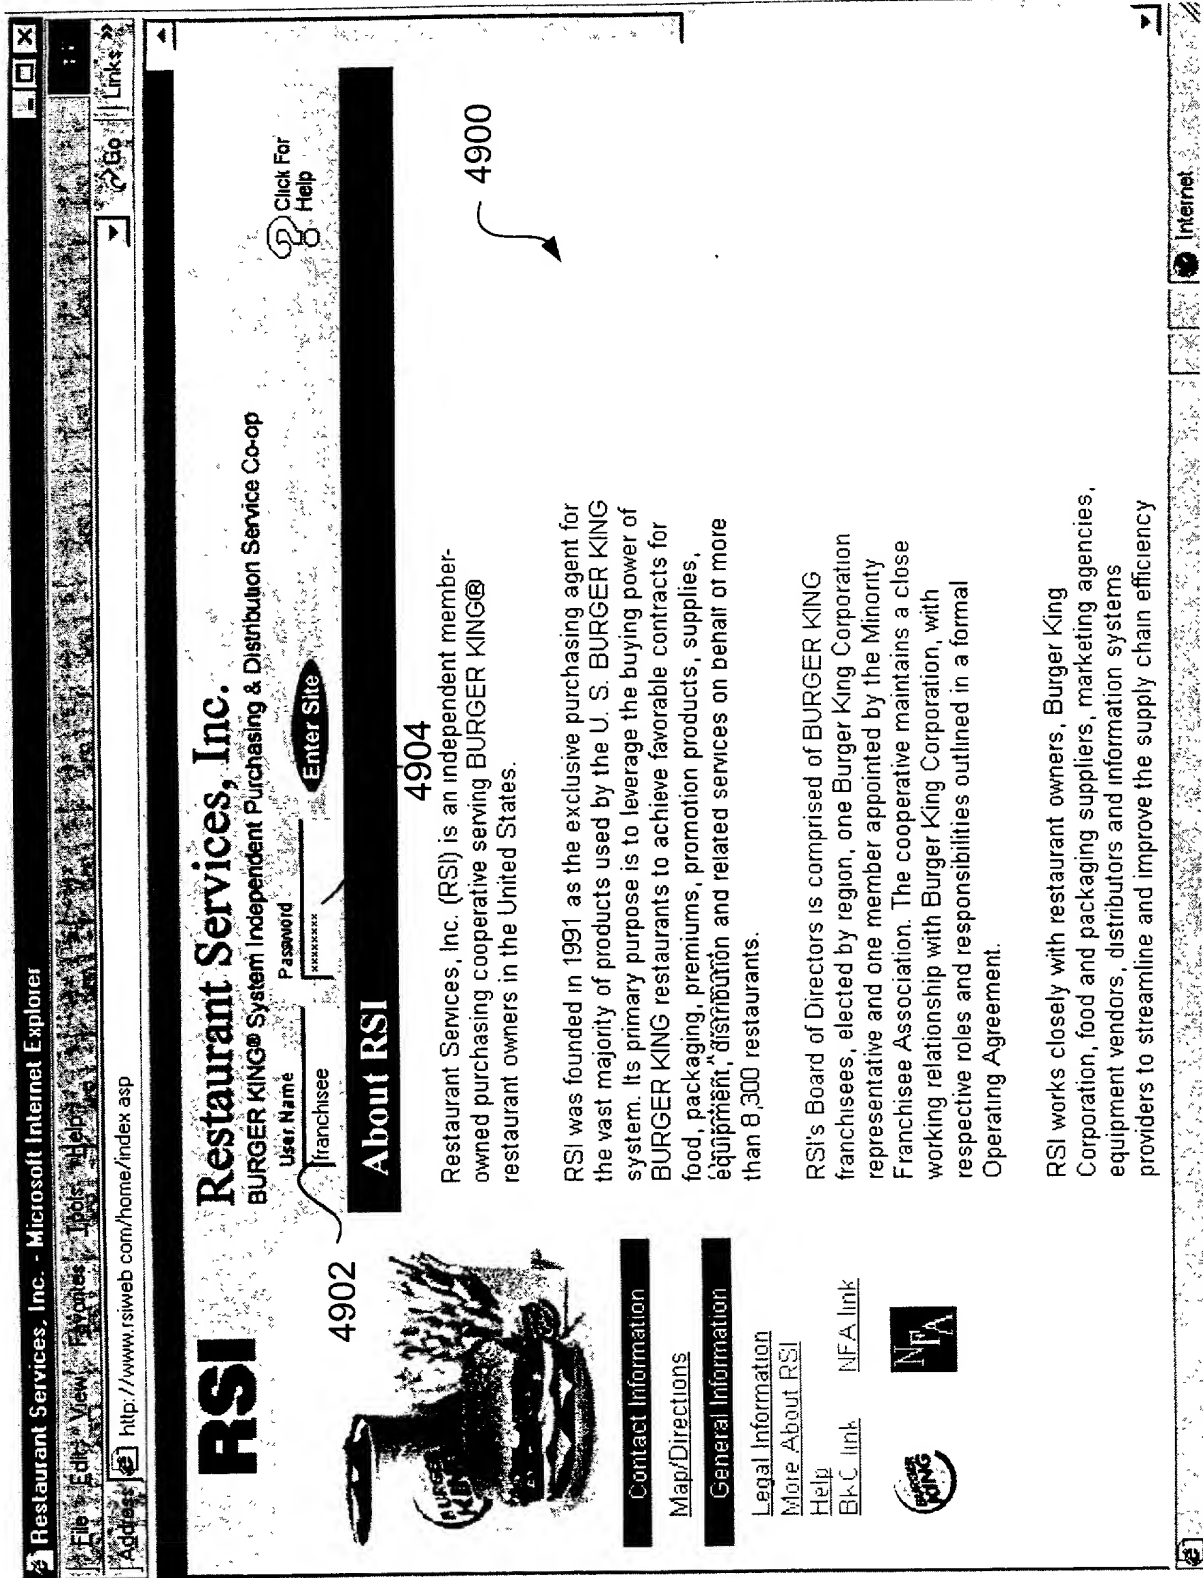 Restaurant Services, Inc. - Microsoft Internet Explorer
File Edit View Favorites Tools Help
Address http://www.rsiweb com/home/index asp
Go Links »
RSI
Restaurant Services, Inc.
BURGER KING® System Independent Purchasing & Distribution Service Co-op
User Name
Password
franchisee
xxxxxxxx
Enter Site
Click For
Help
4902
4904
4900
About RSI
BURGER
KING
Contact Information
Map/Directions
General Information
Legal Information
More About RSI
Help
BKC link NFA link
BURGER
KING
NFA
Restaurant Services, Inc. (RSI) is an independent member-
owned purchasing cooperative serving BURGER KING®
restaurant owners in the United States.
RSI was founded in 1991 as the exclusive purchasing agent for
the vast majority of products used by the U. S. BURGER KING
system. Its primary purpose is to leverage the buying power of
BURGER KING restaurants to achieve favorable contracts for
food, packaging, premiums, promotion products, supplies,
equipment, distribution and related services on behalf of more
than 8,300 restaurants.
RSI's Board of Directors is comprised of BURGER KING
franchisees, elected by region, one Burger King Corporation
representative and one member appointed by the Minority
Franchisee Association. The cooperative maintains a close
working relationship with Burger King Corporation, with
respective roles and responsibilities outlined in a formal
Operating Agreement.
RSI works closely with restaurant owners, Burger King
Corporation, food and packaging suppliers, marketing agencies,
equipment vendors, distributors and information systems
providers to streamline and improve the supply chain efficiency
Internet